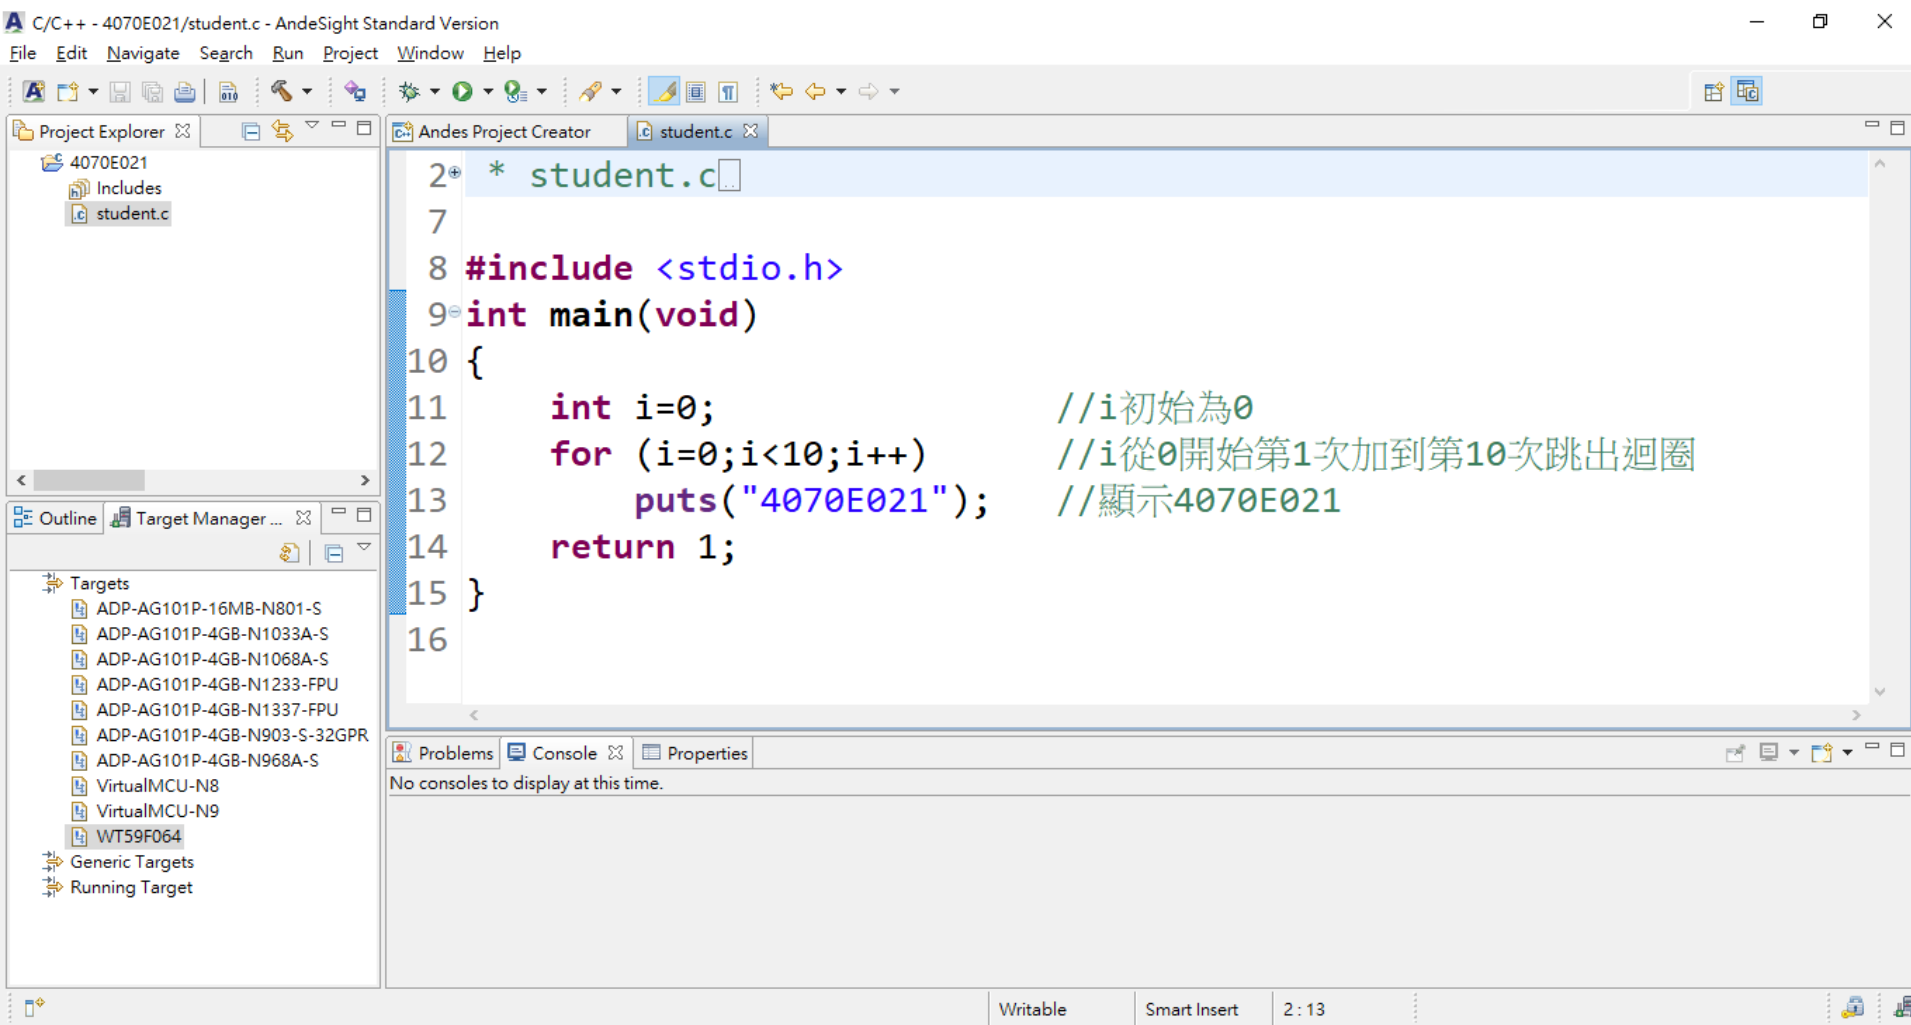 C/C++ - 4070E021/student.c - AndeSight Standard Version
File Edit Navigate Search Run Project Window Help
Project Explorer
4070E021
Includes
student.c
Outline Target Manager ...
Targets
ADP-AG101P-16MB-N801-S
ADP-AG101P-4GB-N1033A-S
ADP-AG101P-4GB-N1068A-S
ADP-AG101P-4GB-N1233-FPU
ADP-AG101P-4GB-N1337-FPU
ADP-AG101P-4GB-N903-S-32GPR
ADP-AG101P-4GB-N968A-S
VirtualMCU-N8
VirtualMCU-N9
WT59F064
Generic Targets
Running Target
Andes Project Creator student.c
2 * student.c
7
8 #include <stdio.h>
9 int main(void)
10 {
11 int i=0; //i初始為0
12 for (i=0;i<10;i++) //i從0開始第1次加到第10次跳出迴圈
13 puts("4070E021"); //顯示4070E021
14 return 1;
15 }
16
Problems Console Properties
No consoles to display at this time.
Writable Smart Insert 2 : 13